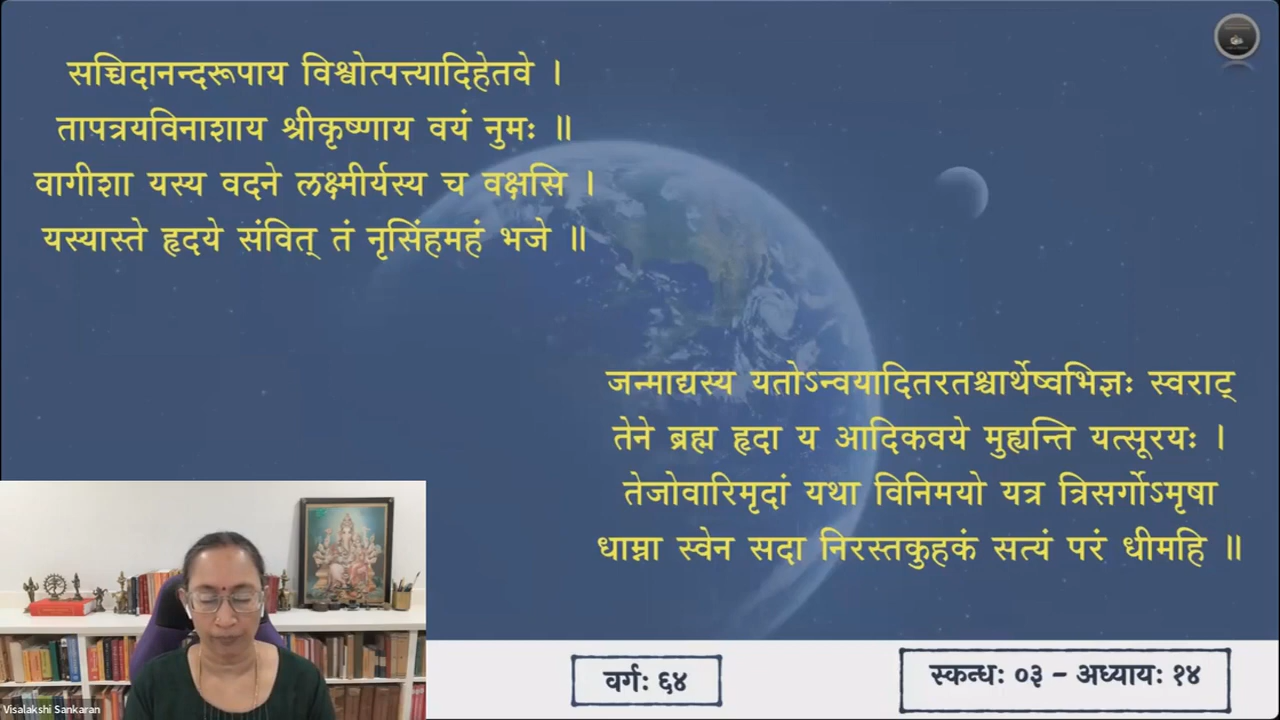 सच्चिदानन्दरूपाय विश्वोत्पत्त्यादिहेतवे ।
तापत्रयविनाशाय श्रीकृष्णाय वयं नुमः ॥
वागीशा यस्य वदने लक्ष्मीर्यस्य च वक्षसि ।
यस्यास्ते हृदये संवित् तं नृसिंहमहं भजे ॥
जन्माद्यस्य यतोऽन्वयादितरतश्चार्थेष्वभिज्ञः स्वराट्
तेने ब्रह्म हृदा य आदिकवये मुह्यन्ति यत्सूरयः ।
तेजोवारिमृदां यथा विनिमयो यत्र त्रिसर्गोऽमृषा
धाम्ना स्वेन सदा निरस्तकुहकं सत्यं परं धीमहि ॥
वर्गः ६४
स्कन्धः ०३ - अध्यायः १४
Visalakshi Sankaran